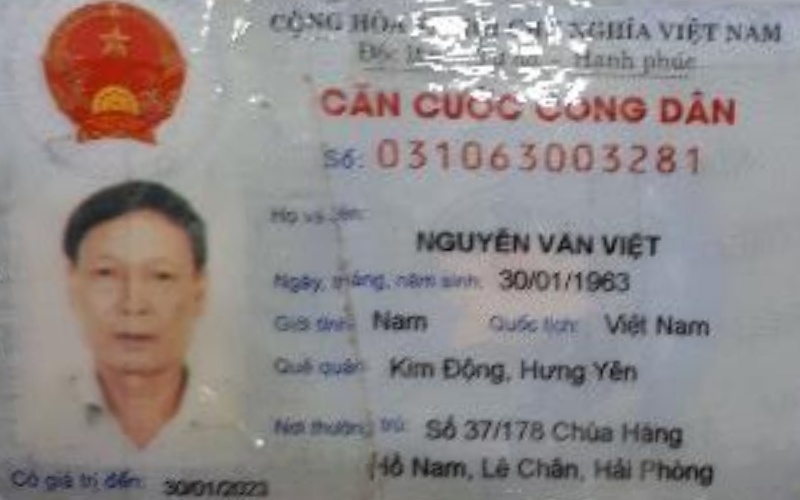 CỘNG HÒA CHỦ NGHĨA VIỆT NAM
Độc - Hạnh phúc
CĂN CƯỚC CÔNG DÂN
Số: 031063003281
Họ và tên:
NGUYỄN VĂN VIỆT
Ngày, tháng, năm sinh: 30/01/1963
Giới tính: Nam Quốc tịch: Việt Nam
Quê quán: Kim Động, Hưng Yên
Nơi thường trú: Số 37/178 Chùa Hàng
Hồ Nam, Lê Chân, Hải Phòng
Có giá trị đến: 30/01/2023